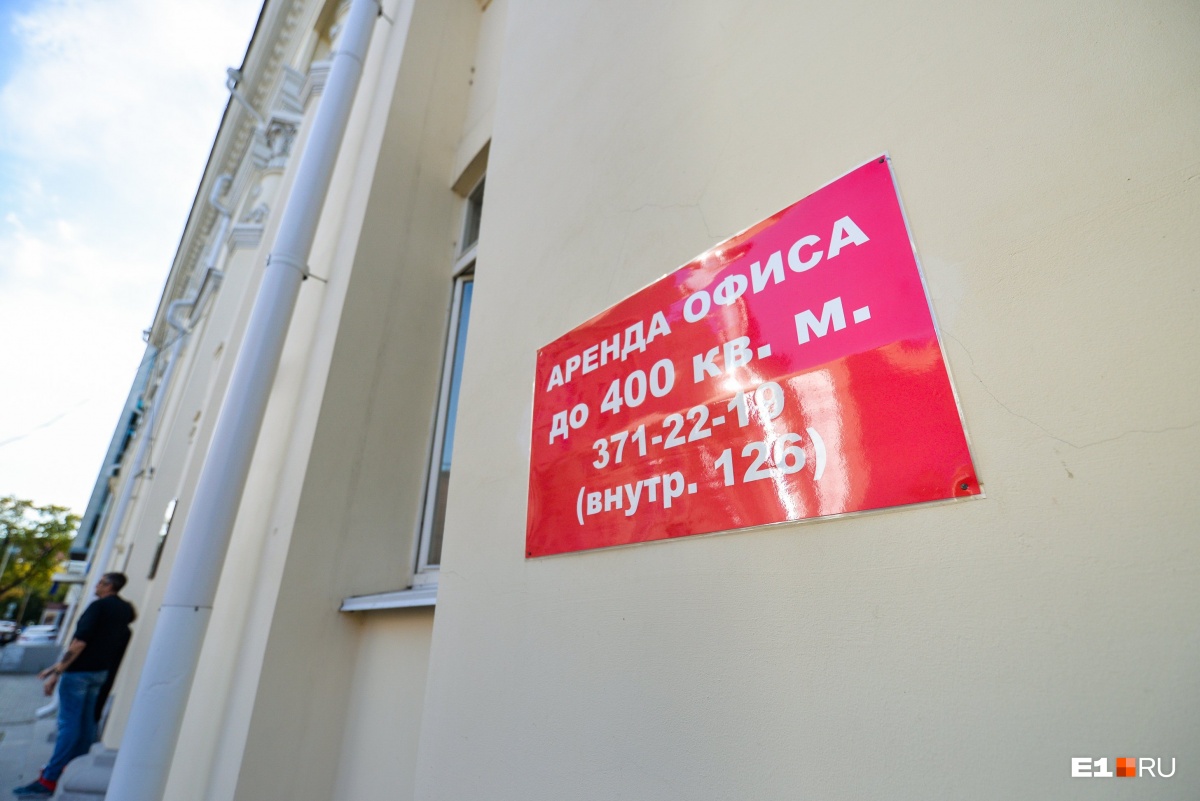 АРЕНДА ОФИСА
до 400 кв. м.
371-22-19
(внутр. 126)
E1 RU